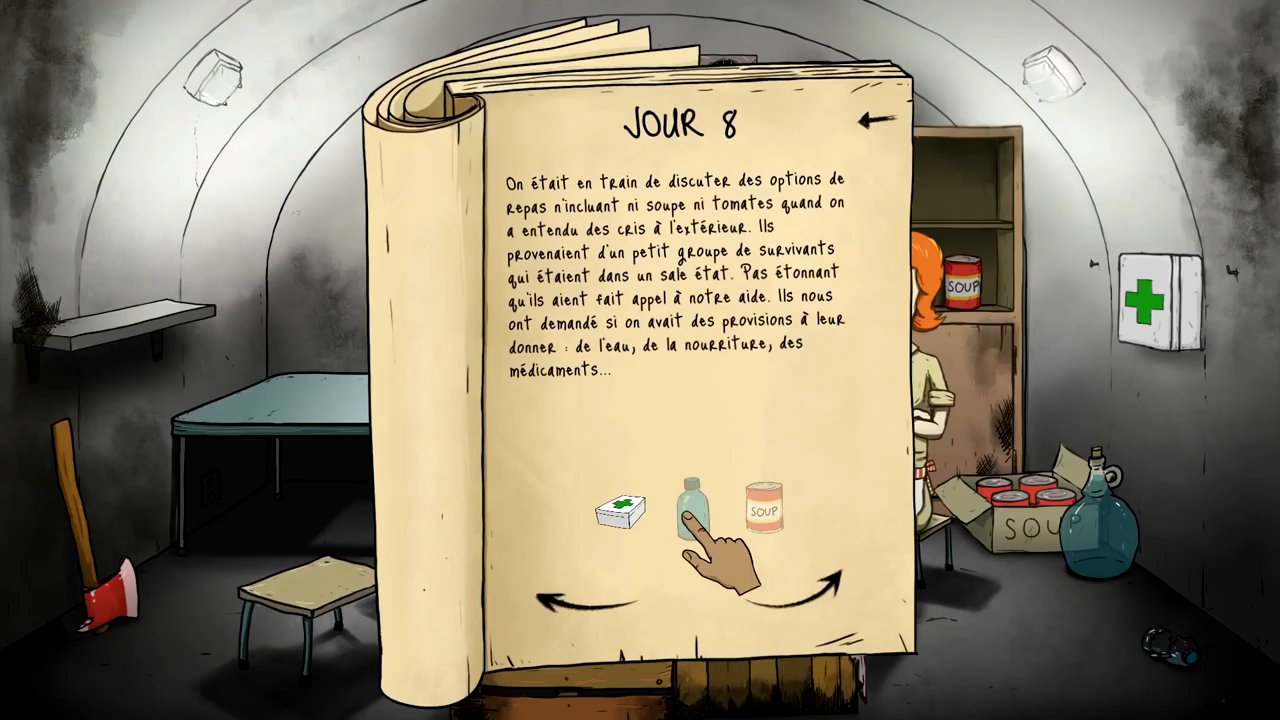 JOUR 8
On était en train de discuter des options de
repas n'incluant ni soupe ni tomates quand on
a entendu des cris à l'extérieur. Ils
provenaient d'un petit groupe de survivants
qui étaient dans un sale état. Pas étonnant
qu'ils aient fait appel à notre aide. Ils nous
ont demandé si on avait des provisions à leur
donner : de l'eau, de la nourriture, des
médicaments...
SOUP
SOUP
SOU